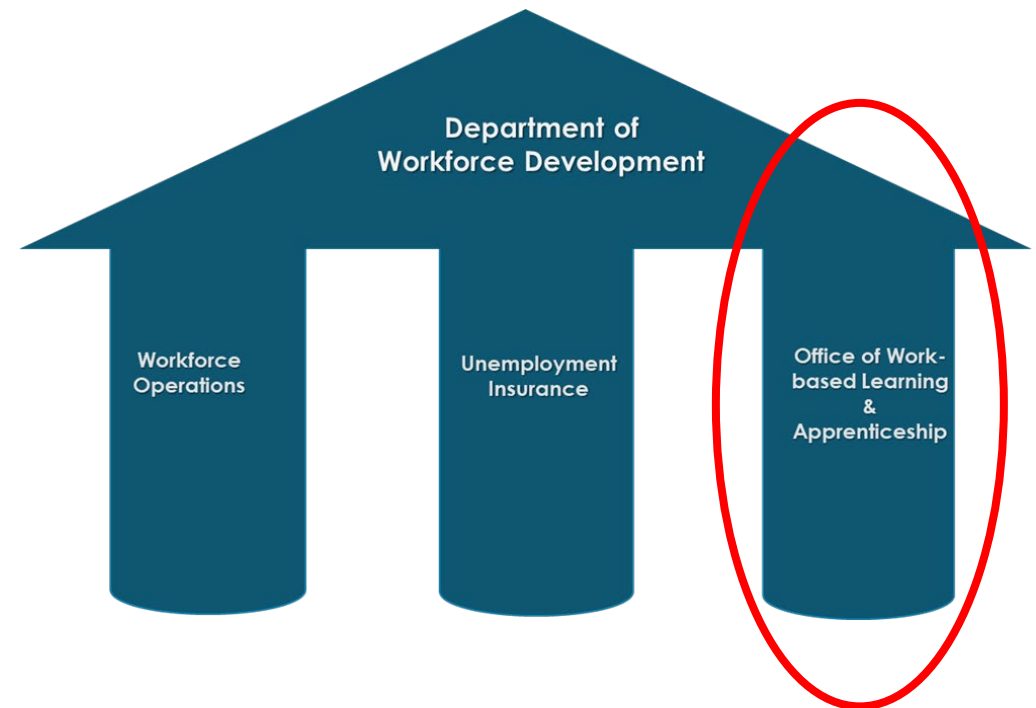 Department of
Workforce Development
Workforce
Operations
Unemployment
Insurance
Office of Work-
based Learning
&
Apprenticeship